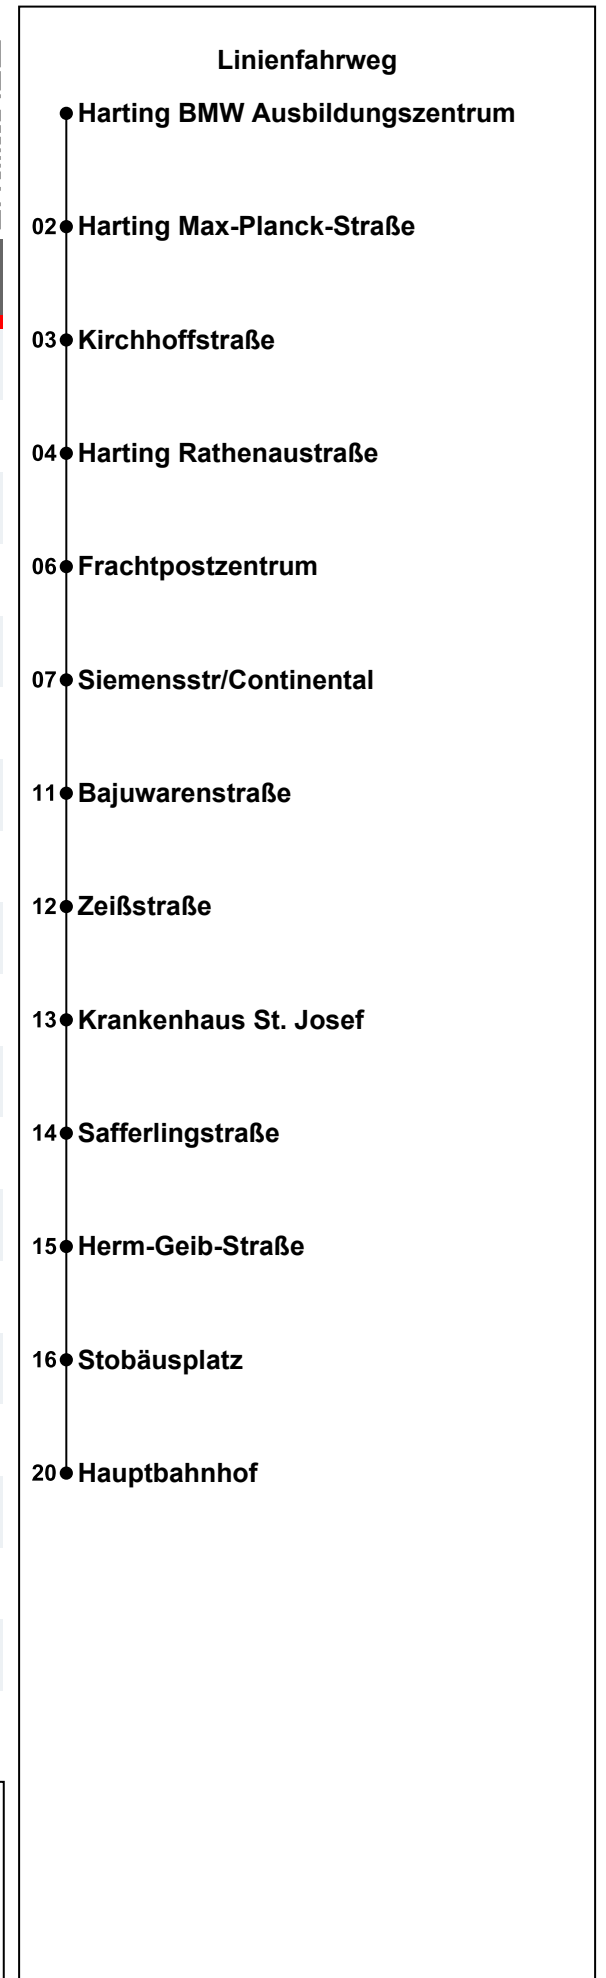 Linienfahrweg
Harting BMW Ausbildungszentrum
02 Harting Max-Planck-Straße
03 Kirchhoffstraße
04 Harting Rathenaustraße
06 Frachtpostzentrum
07 Siemensstr/Continental
11 Bajuwarenstraße
12 Zeißstraße
13 Krankenhaus St. Josef
14 Safferlingstraße
15 Herm-Geib-Straße
16 Stobäusplatz
20 Hauptbahnhof